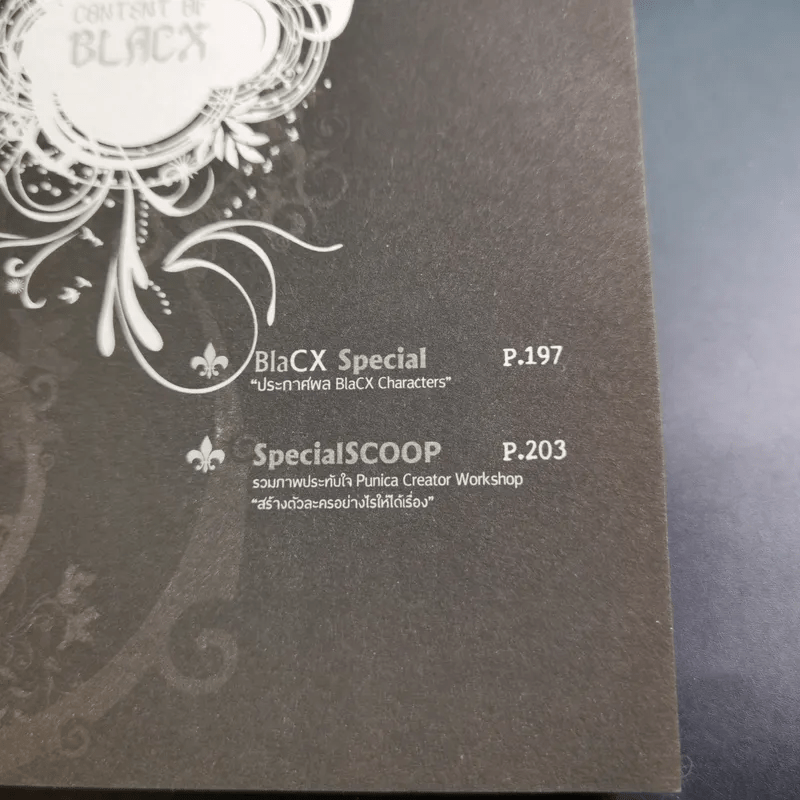 CONTENT OF
BLACX
BlaCX Special P.197
“ประกาศผล BlaCX Characters”
SpecialSCOOP P.203
รวมภาพประทับใจ Punica Creator Workshop
“สร้างตัวละครอย่างไรให้ได้เรื่อง”